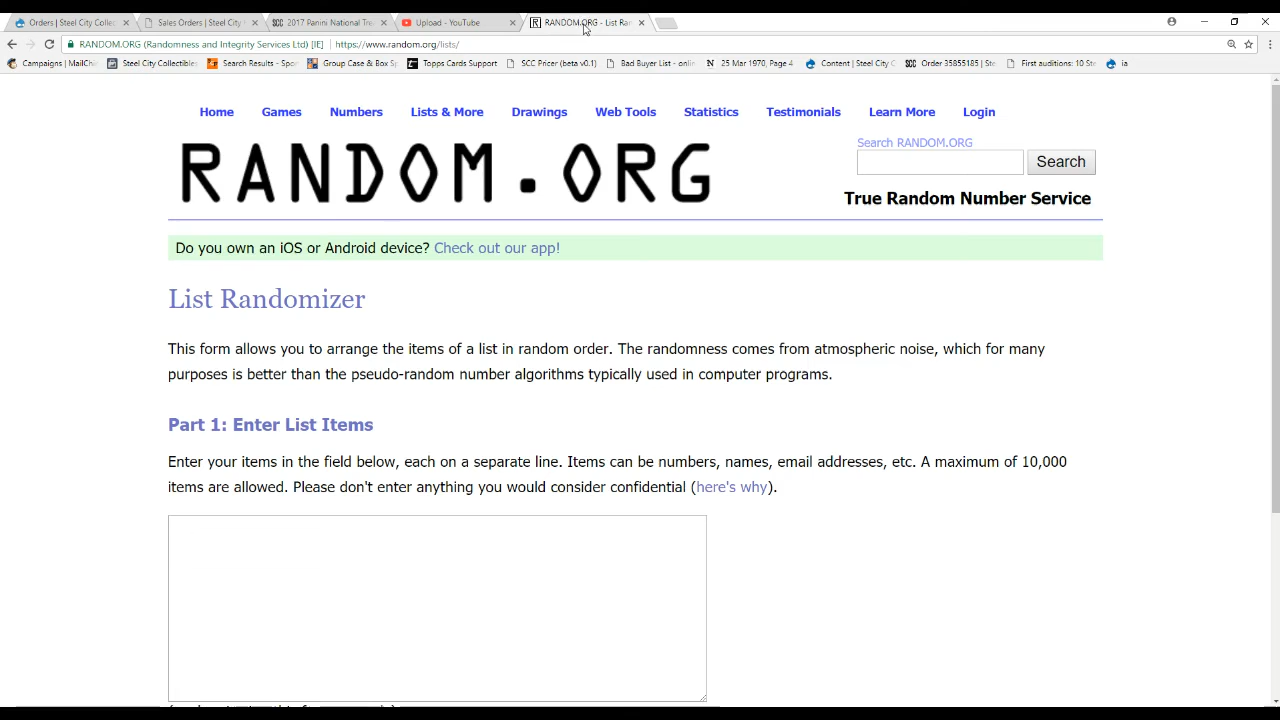 Orders | Steel City Collec
Sales Orders | Steel City
2017 Panini National Trea
Upload - YouTube
RANDOM.ORG - List Ran
RANDOM.ORG (Randomness and Integrity Services Ltd) [IE]
https://www.random.org/lists/
Campaigns | MailChi
Steel City Collectibles
Search Results - Spor
Group Case & Box Sp
Topps Cards Support
SCC Pricer (beta v0.1)
Bad Buyer List - onlin
25 Mar 1970, Page 4
Content | Steel City C
Order 35855185 | Ste
First auditions: 10 Ste
ia
Home Games Numbers Lists & More Drawings Web Tools Statistics Testimonials Learn More Login
RANDOM.ORG
Search RANDOM.ORG
Search
True Random Number Service
Do you own an iOS or Android device? Check out our app!
List Randomizer
This form allows you to arrange the items of a list in random order. The randomness comes from atmospheric noise, which for many
purposes is better than the pseudo-random number algorithms typically used in computer programs.
Part 1: Enter List Items
Enter your items in the field below, each on a separate line. Items can be numbers, names, email addresses, etc. A maximum of 10,000
items are allowed. Please don't enter anything you would consider confidential (here's why).